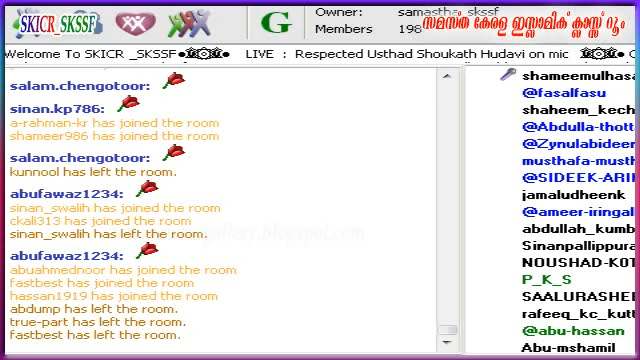 SKICR_SKSSF
G
Owner: samastha_skssf
Members 198
സമസ്ത കേരള ഇസ്ലാമിക് ക്ലാസ്സ് റൂം
Welcome To SKICR _SKSSF
LIVE : Respected Usthad Shoukath Hudavi on mic
salam.chengotoor:
sinan.kp786:
a-rahman-kr has joined the room
shameer986 has joined the room
salam.chengotoor:
kunnool has left the room.
abufawaz1234:
sinan_swalih has joined the room
ckali313 has joined the room
sinan_swalih has left the room.
abufawaz1234:
abuahmednoor has joined the room
fastbest has joined the room
hassan1919 has joined the room
abdump has left the room.
true-part has left the room.
fastbest has left the room.
shameemulhasa
@fasalfasu
shaheem_kech
@Abdulla-thott
@Zynulabideer
musthafa-musth
@SIDEEK-ARI
jamaludheenk
@ameer-iringal
abdullah_kumb
Sinanpallippura
NOUSHAD-KOT
P_K_S
SAALURASHE
rafeeq_kc_kutt
@abu-hassan
Abu-mshamil